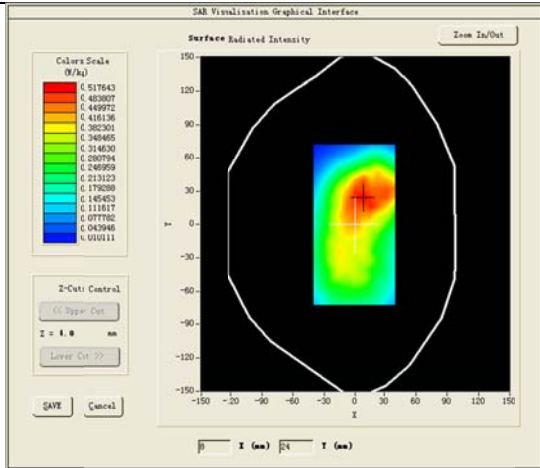 SAR Visualisation Graphical Interface
Surface Radiated Intensity
Zoom In/Out
Colors Scale
(W/kg)
0.517643
0.483807
0.449972
0.416136
0.382301
0.348465
0.314630
0.280794
0.246959
0.213123
0.179288
0.145453
0.111617
0.077782
0.043946
0.010111
150
120
90
60
30
0
-30
-60
-90
-120
-150
Y
-150 -120 -90 -60 -30 0 30 60 90 120 150
X
Z-Cut: Control
<< Upper Cut
Z = 4.0 mm
Lower Cut >>
SAVE Cancel
X (mm) 24 Y (mm)